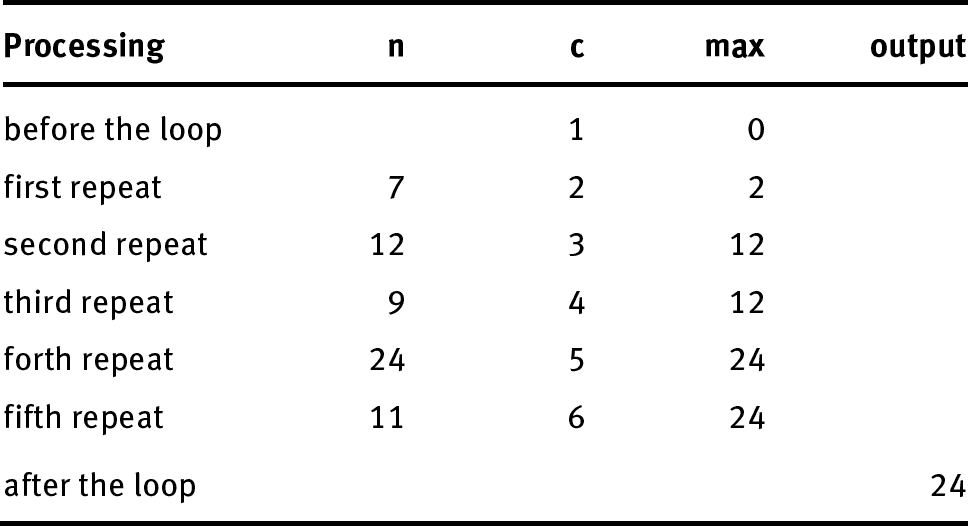 Processing n c max output
before the loop 1 0
first repeat 7 2 2
second repeat 12 3 12
third repeat 9 4 12
forth repeat 24 5 24
fifth repeat 11 6 24
after the loop 24